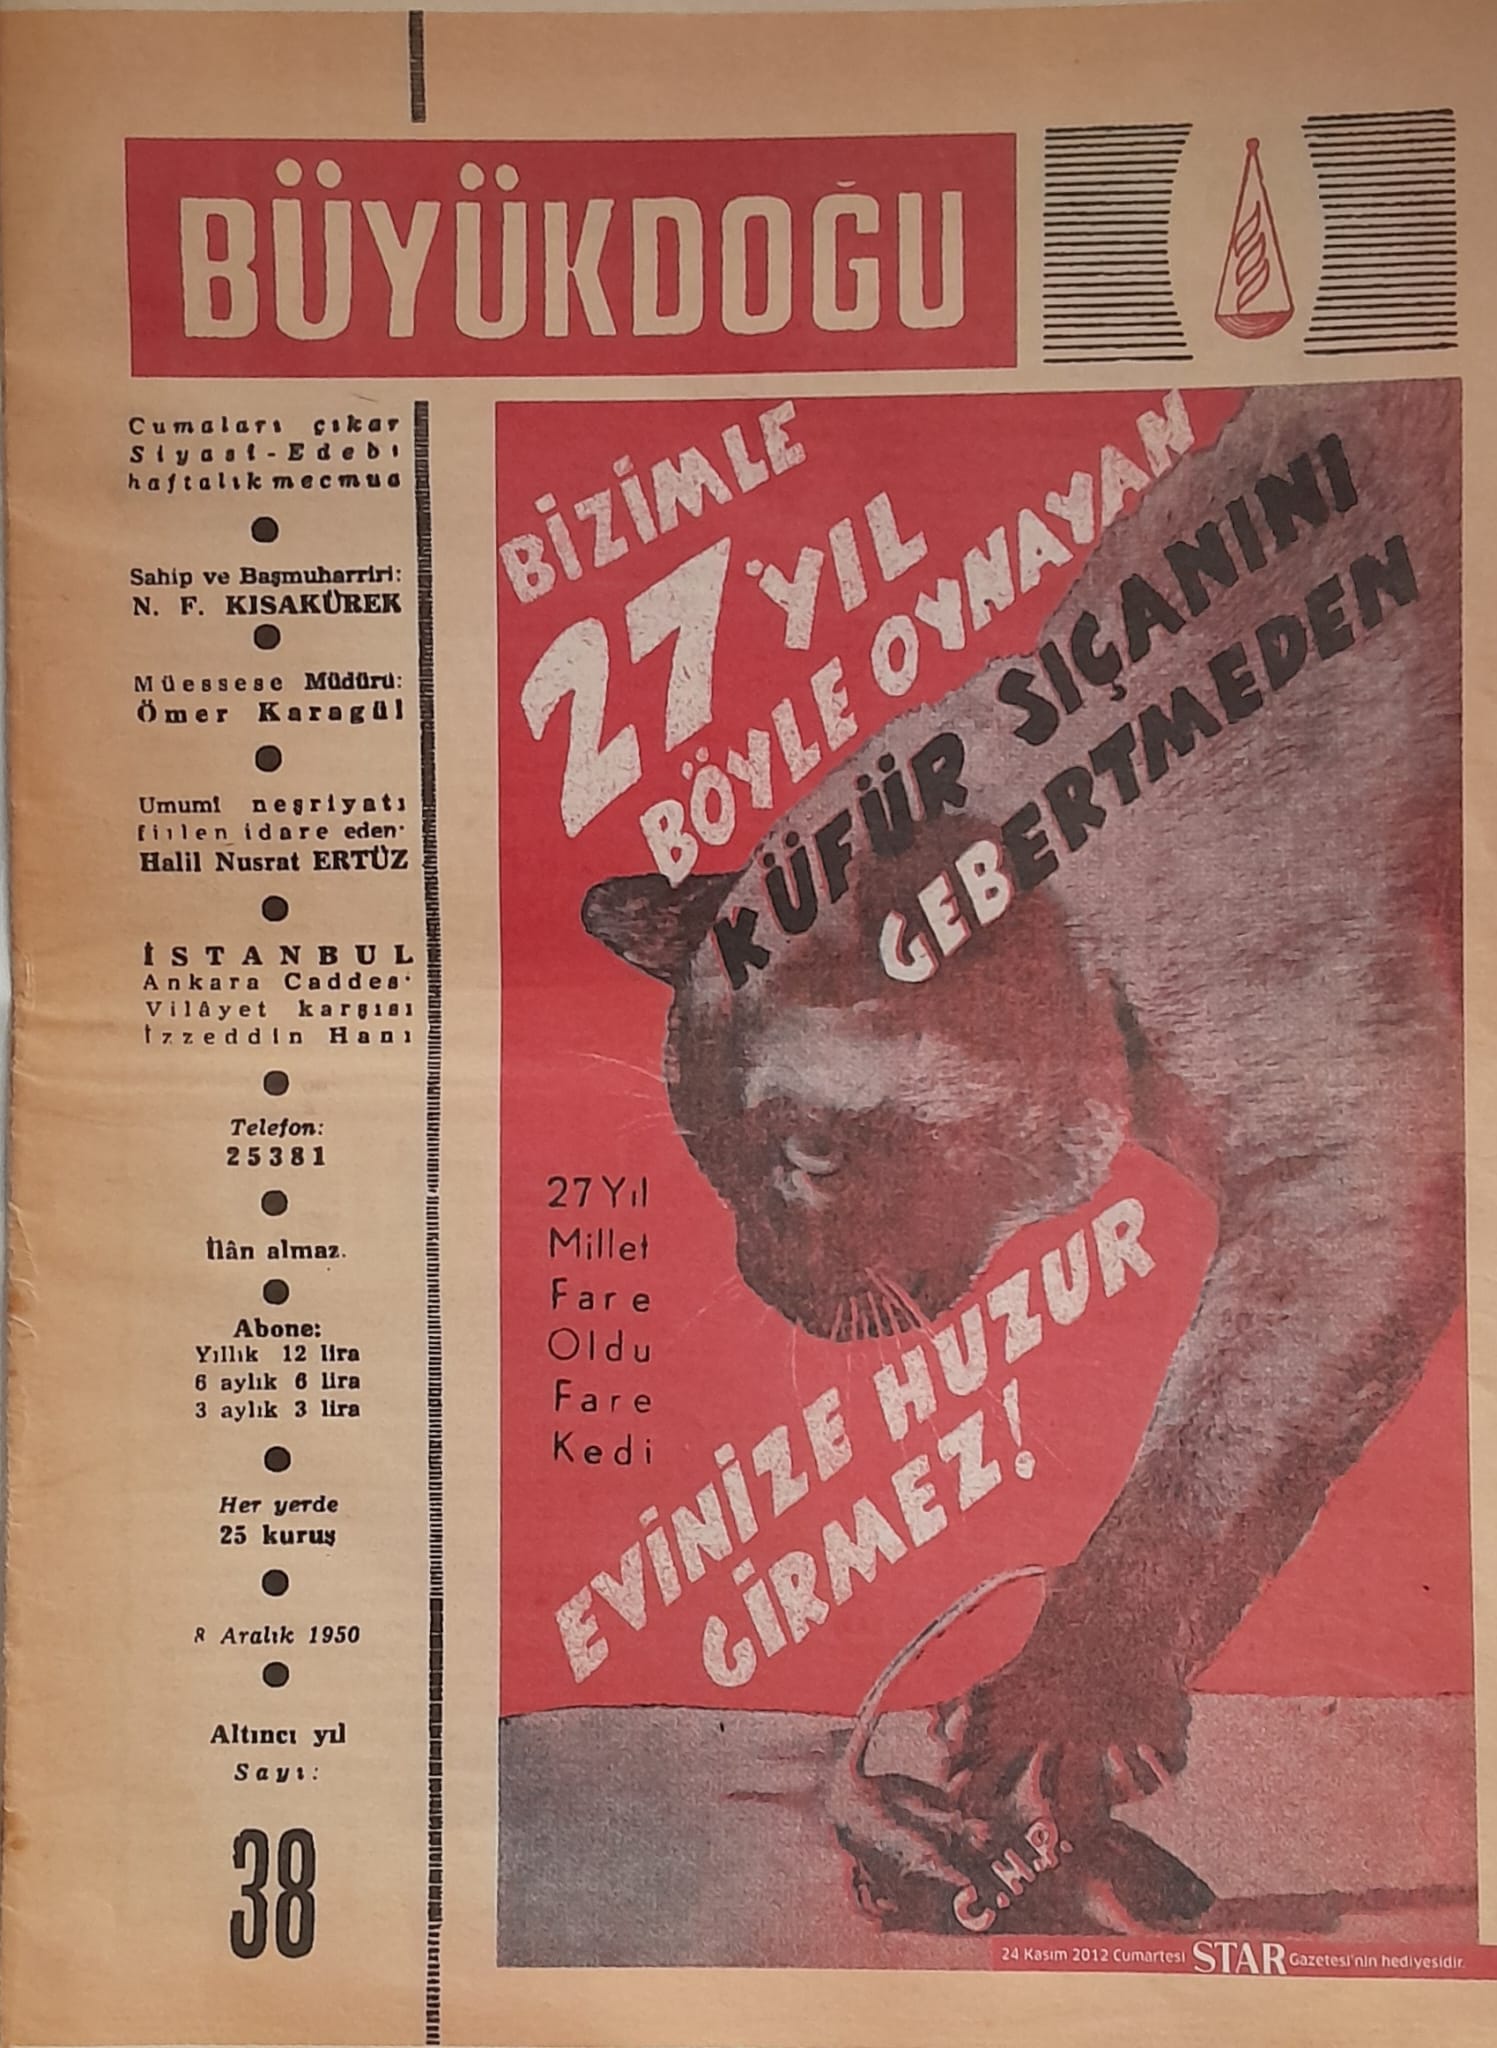 BÜYÜKDOĞU
Cumaları çıkar
Siyasî-Edebî
haftalık mecmua
Sahip ve Başmuharriri:
N. F. KISAKÜREK
Müessese Müdürü:
Ömer Karagül
Umumî neşriyatı
fiilen idare eden:
Halil Nusrat ERTÜZ
İSTANBUL
Ankara Caddes
Vilâyet karşısı
İzzeddin Hanı
Telefon:
25381
İlân almaz.
Abone:
Yıllık 12 lira
6 aylık 6 lira
3 aylık 3 lira
Her yerde
25 kuruş
8 Aralık 1950
Altıncı yıl
Sayı:
38
BİZİMLE
27 YIL
BÖYLE OYNAYAN
KÜFÜR SIÇANINI
GEBERTMEDEN
27 Yıl
Millet
Fare
Oldu
Fare
Kedi
EVİNİZE HUZUR
GİRMEZ!
C.H.P.
24 Kasım 2012 Cumartesi STAR Gazetesi'nin hediyesidir.